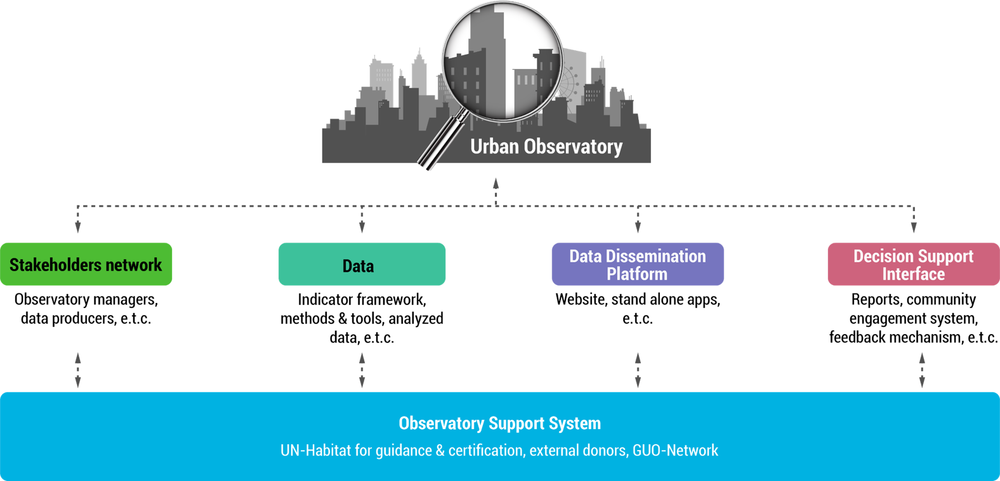 Urban Observatory
Stakeholders network
Observatory managers,
data producers, e.t.c.
Data
Indicator framework,
methods & tools, analyzed
data, e.t.c.
Data Dissemination
Platform
Website, stand alone apps,
e.t.c.
Decision Support
Interface
Reports, community
engagement system,
feedback mechanism, e.t.c.
Observatory Support System
UN-Habitat for guidance & certification, external donors, GUO-Network